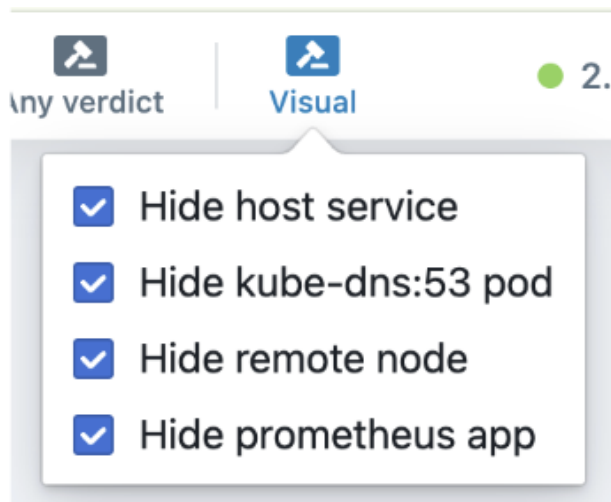 ny verdict
Visual
2.
Hide host service
Hide kube-dns:53 pod
Hide remote node
Hide prometheus app